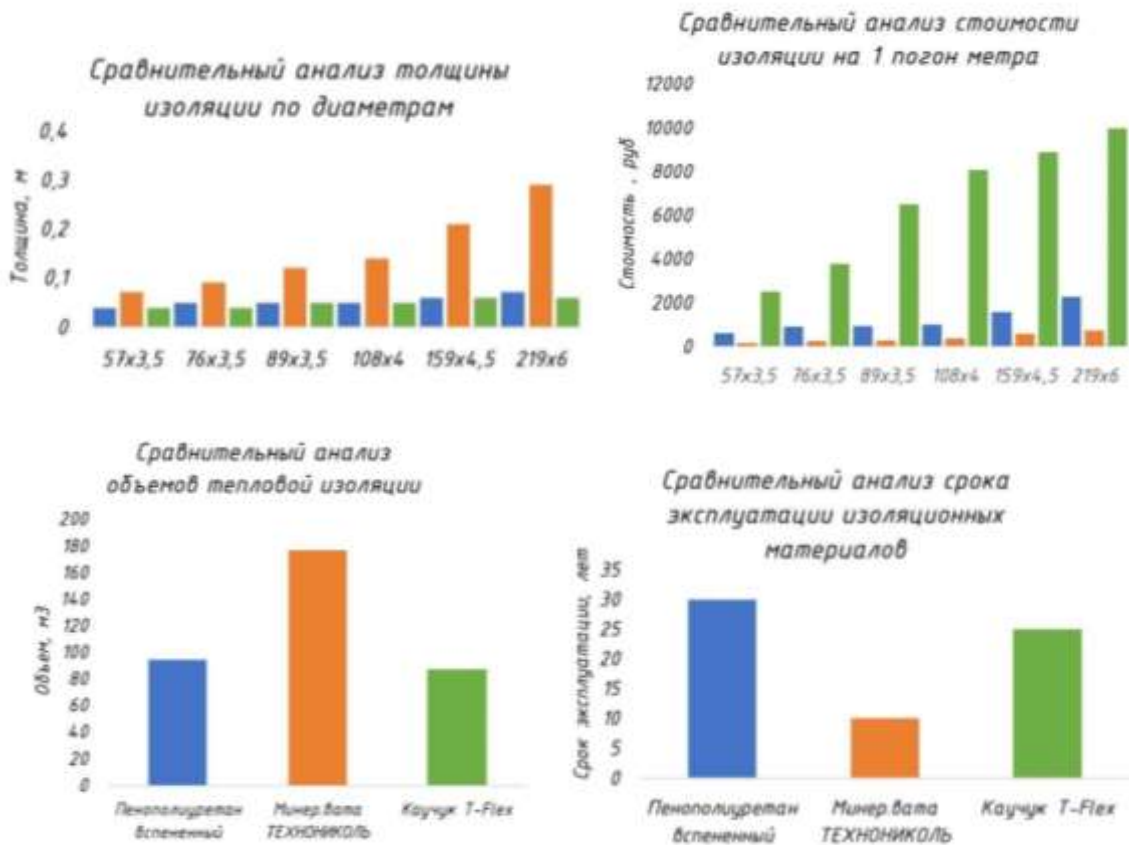 Сравнительный анализ толщины
изоляции по диаметрам
Толщина, м
0,4
0,3
0,2
0,1
0
57х3,5 76х3,5 89х3,5 108х4 159х4,5 219х6
Сравнительный анализ стоимости
изоляции на 1 погон метра
Стоимость , руб
12000
10000
8000
6000
4000
2000
0
57х3,5 76х3,5 89х3,5 108х4 159х4,5 219х6
Сравнительный анализ
объемов тепловой изоляции
Объем, м3
200
180
160
140
120
100
80
60
40
20
0
Пенополиуретан Минер.вата Каучук T-Flex
вспененный ТЕХНОНИКОЛЬ
Сравнительный анализ срока
эксплуатации изоляционных
материалов
Срок эксплуатации, лет
35
30
25
20
15
10
5
0
Пенополиуретан Минер.вата Каучук T-Flex
вспененный ТЕХНОНИКОЛЬ